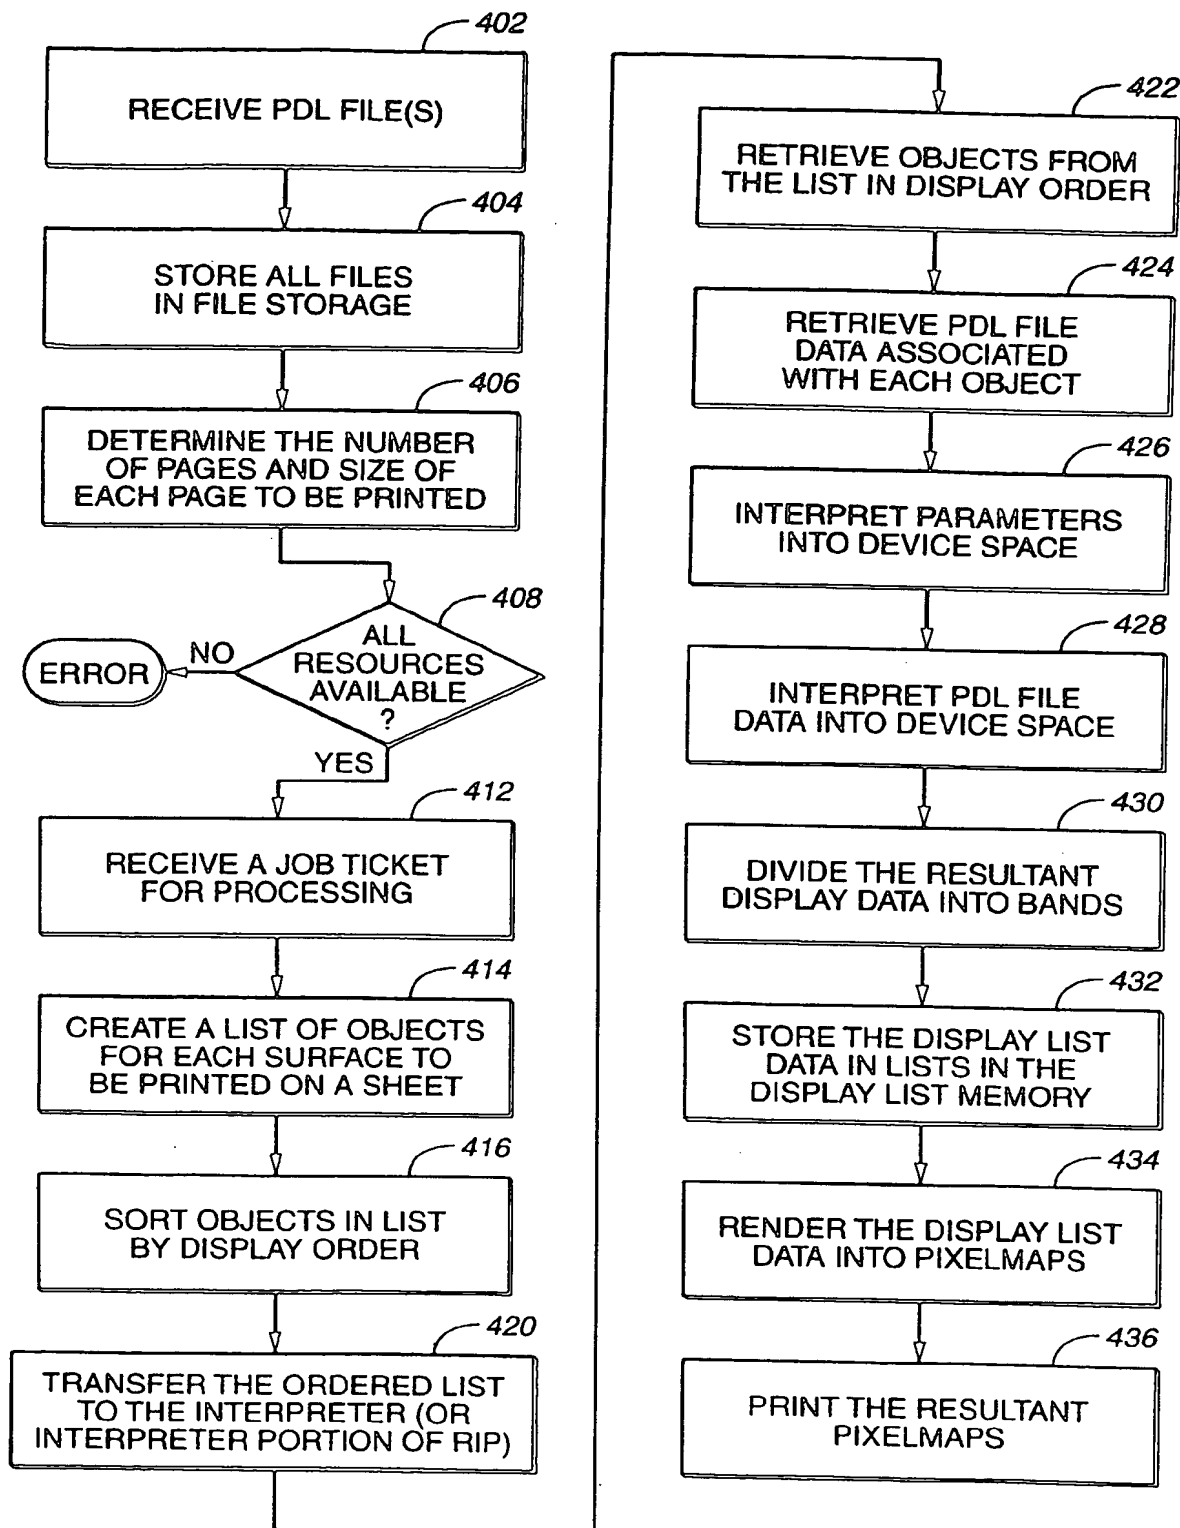 402
RECEIVE PDL FILE(S)
404
STORE ALL FILES
IN FILE STORAGE
406
DETERMINE THE NUMBER
OF PAGES AND SIZE OF
EACH PAGE TO BE PRINTED
408
ALL
RESOURCES
AVAILABLE
?
NO
ERROR
YES
412
RECEIVE A JOB TICKET
FOR PROCESSING
414
CREATE A LIST OF OBJECTS
FOR EACH SURFACE TO
BE PRINTED ON A SHEET
416
SORT OBJECTS IN LIST
BY DISPLAY ORDER
420
TRANSFER THE ORDERED LIST
TO THE INTERPRETER (OR
INTERPRETER PORTION OF RIP)
422
RETRIEVE OBJECTS FROM
THE LIST IN DISPLAY ORDER
424
RETRIEVE PDL FILE
DATA ASSOCIATED
WITH EACH OBJECT
426
INTERPRET PARAMETERS
INTO DEVICE SPACE
428
INTERPRET PDL FILE
DATA INTO DEVICE SPACE
430
DIVIDE THE RESULTANT
DISPLAY DATA INTO BANDS
432
STORE THE DISPLAY LIST
DATA IN LISTS IN THE
DISPLAY LIST MEMORY
434
RENDER THE DISPLAY LIST
DATA INTO PIXELMAPS
436
PRINT THE RESULTANT
PIXELMAPS